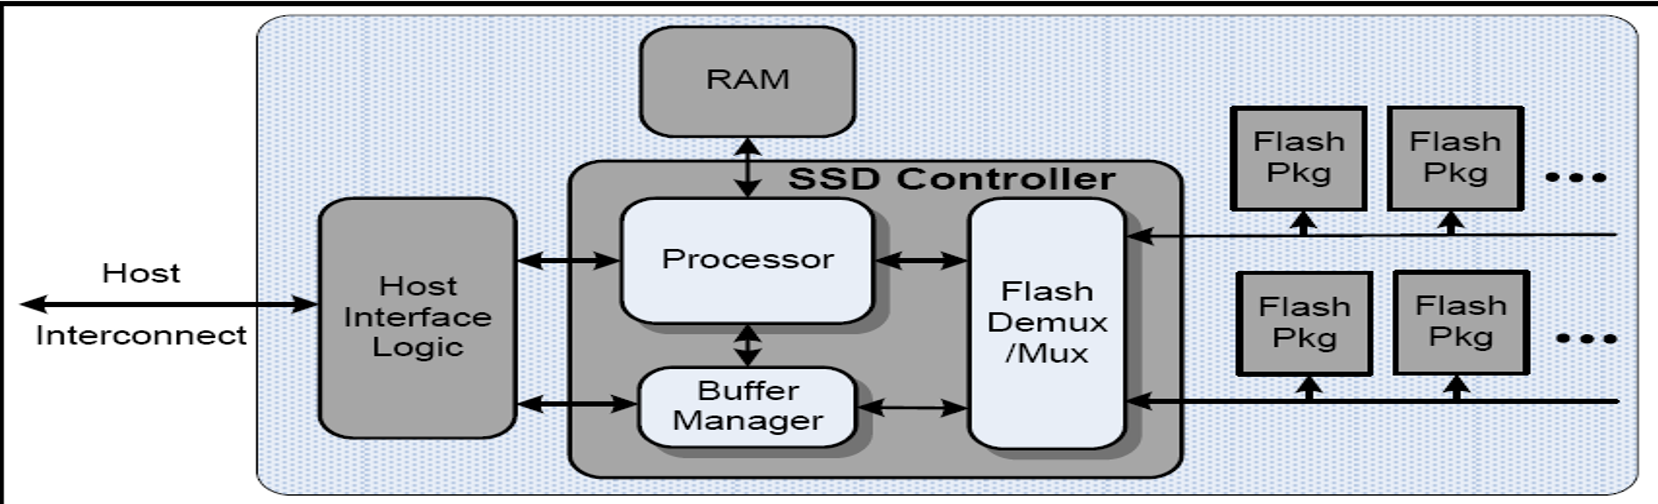 RAM
SSD Controller
Flash
Pkg
Flash
Pkg
Processor
Host
Interconnect
Host
Interface
Logic
Flash
Demux
/Mux
Flash
Pkg
Flash
Pkg
Buffer
Manager